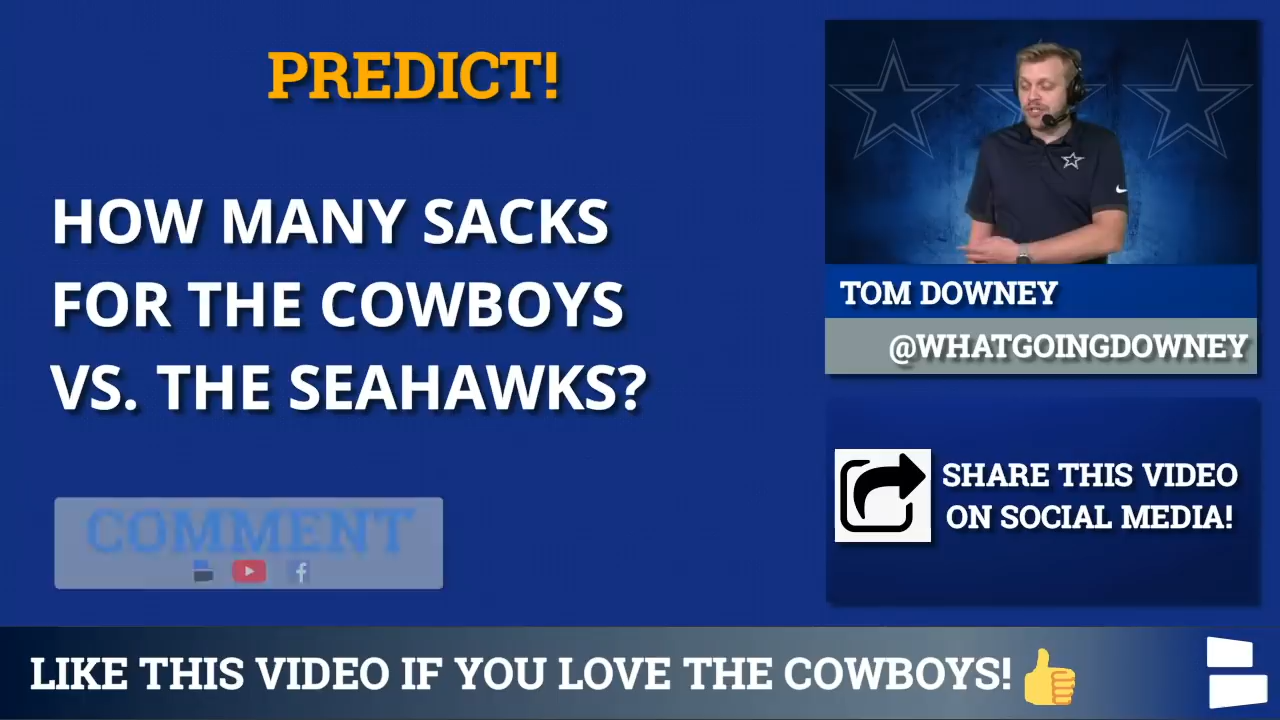 PREDICT!
HOW MANY SACKS
FOR THE COWBOYS
VS. THE SEAHAWKS?
COMMENT
TOM DOWNEY
@WHATGOINGDOWNEY
SHARE THIS VIDEO
ON SOCIAL MEDIA!
LIKE THIS VIDEO IF YOU LOVE THE COWBOYS!